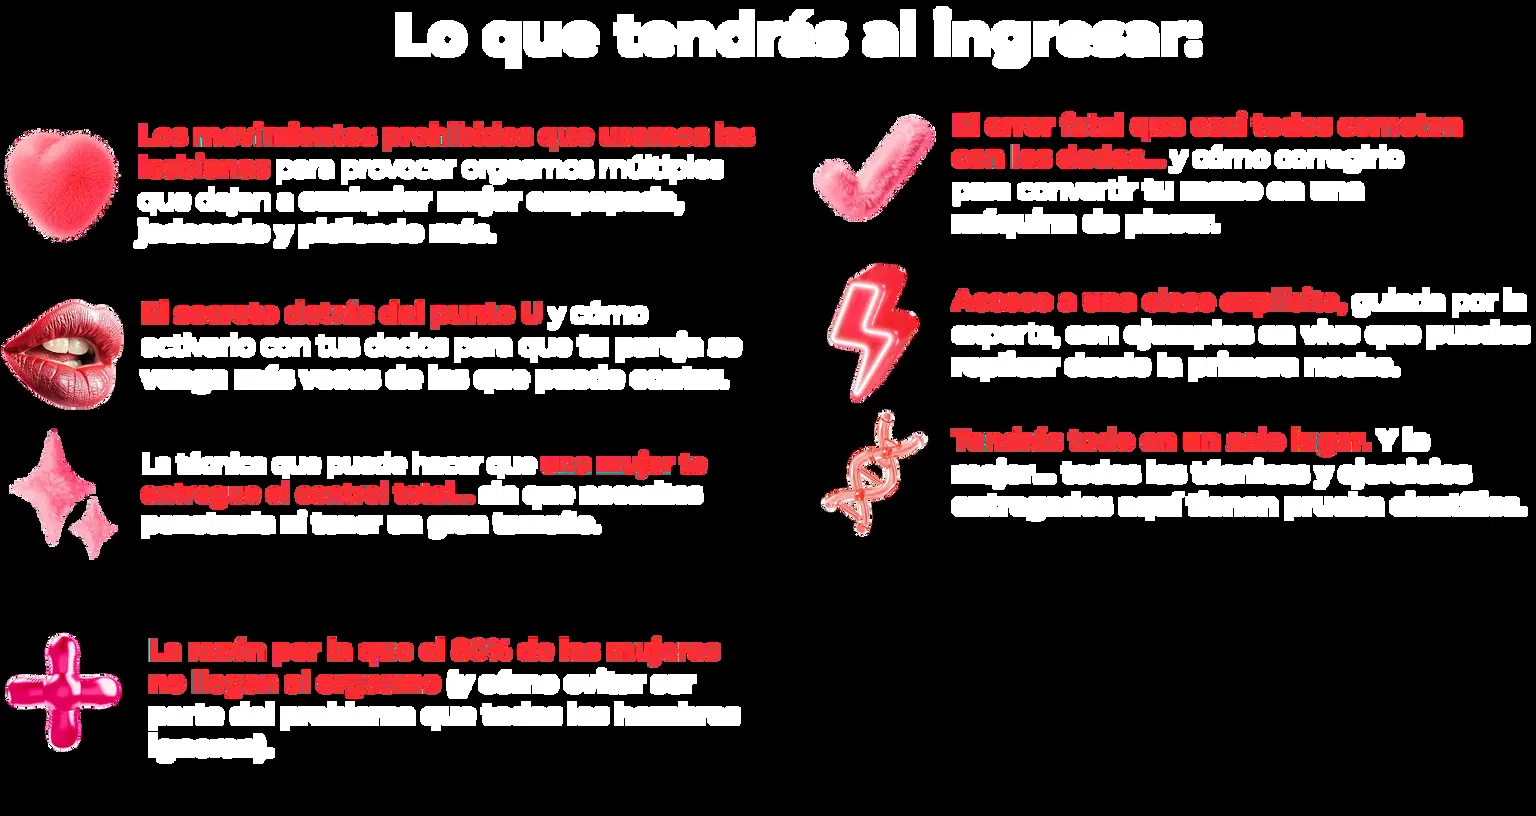 Lo que tendrás al ingresar:
Los movimientos prohibidos que usamos las
lesbianas para provocar orgasmos múltiples
que dejan a cualquier mujer empapada,
jadeando y pidiendo más.
El secreto detrás del punto U y cómo
activarlo con tus dedos para que tu pareja se
venga más veces de las que puede contar.
La técnica que puede hacer que una mujer te
entregue el control total... sin que necesites
penetrarla ni tener un gran tamaño.
La razón por la que el 80% de las mujeres
no llegan al orgasmo (y cómo evitar ser
parte del problema que todos los hombres
ignoran).
El error fatal que casi todos cometen
con los dedos... y cómo corregirlo
para convertir tu mano en una
máquina de placer.
Acceso a una clase explícita, guiada por la
experta, con ejemplos en vivo que puedes
replicar desde la primera noche.
Tendrás todo en un solo lugar. Y lo
mejor... todas las técnicas y ejercicios
entregados aquí tienen prueba científica.